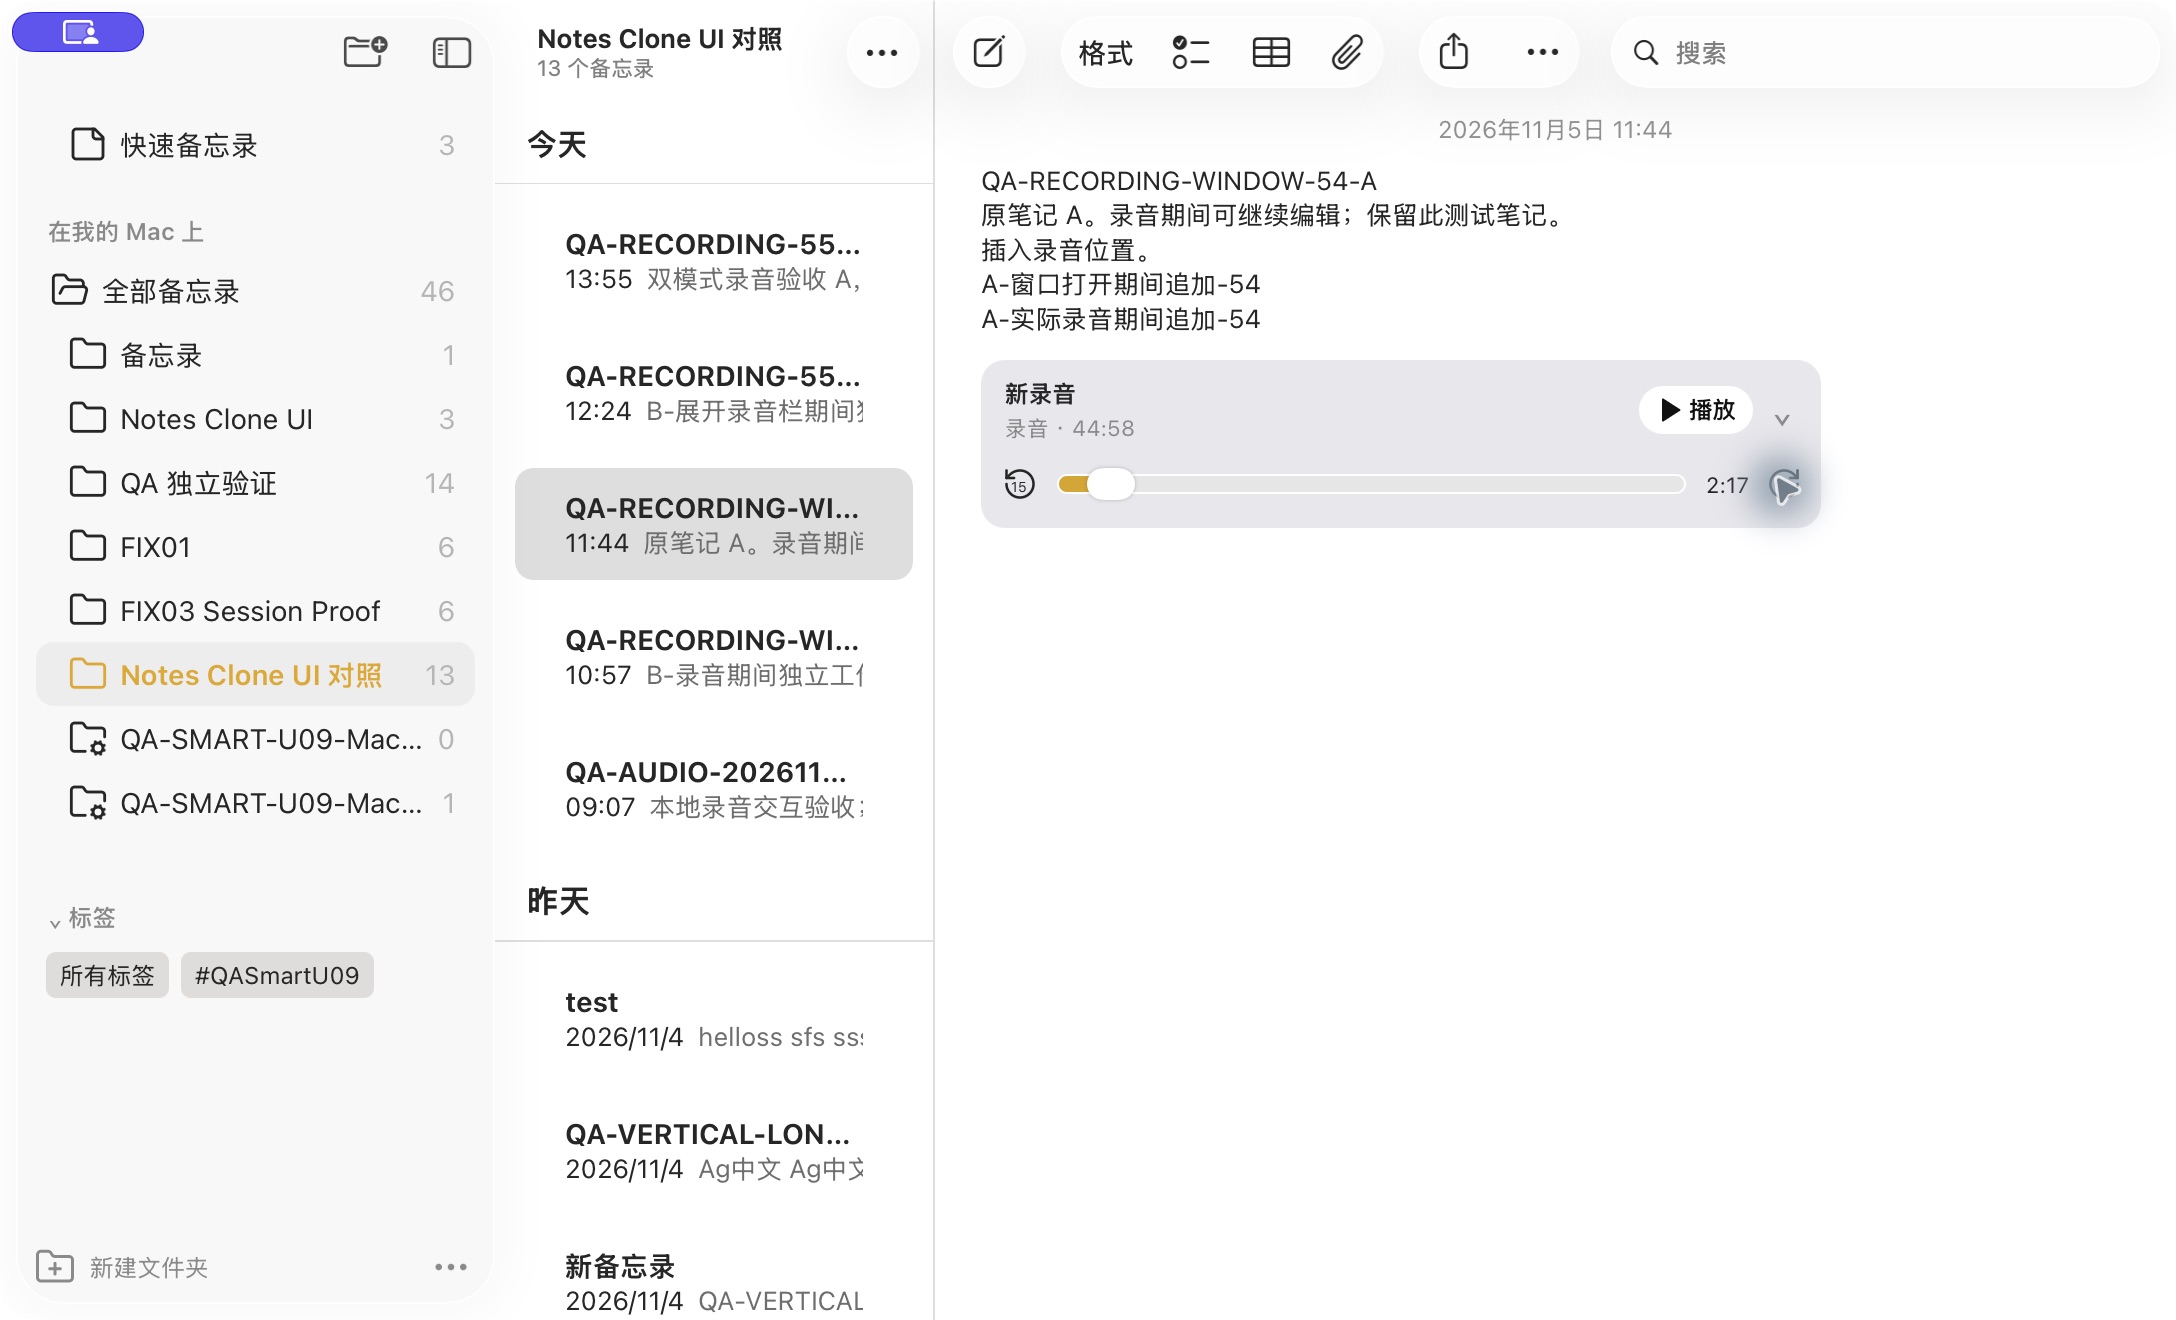 快速备忘录 3
在我的 Mac 上
全部备忘录 46
备忘录 1
Notes Clone UI 3
QA 独立验证 14
FIX01 6
FIX03 Session Proof 6
Notes Clone UI 对照 13
QA-SMART-U09-Mac... 0
QA-SMART-U09-Mac... 1
标签
所有标签 #QASmartU09
新建文件夹
Notes Clone UI 对照
13 个备忘录
今天
QA-RECORDING-55...
13:55 双模式录音验收 A,
QA-RECORDING-55...
12:24 B-展开录音栏期间
QA-RECORDING-WI...
11:44 原笔记 A。录音期间
QA-RECORDING-WI...
10:57 B-录音期间独立工作
QA-AUDIO-202611...
09:07 本地录音交互验收;
昨天
test
2026/11/4 helloss sfs sss
QA-VERTICAL-LON...
2026/11/4 Ag中文 Ag中文
新备忘录
2026/11/4 QA-VERTICAL
格式
搜索
2026年11月5日 11:44
QA-RECORDING-WINDOW-54-A
原笔记 A。录音期间可继续编辑；保留此测试笔记。
插入录音位置。
A-窗口打开期间追加-54
A-实际录音期间追加-54
新录音
录音 · 44:58
播放
15 2:17